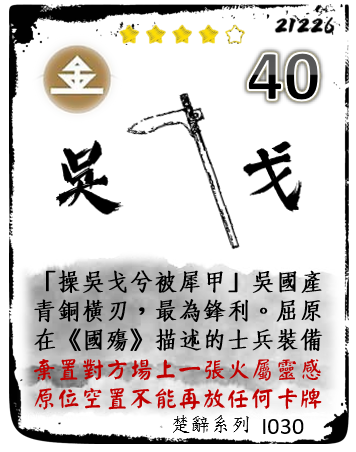 21226
金
40
吳 戈
「操吳戈兮被犀甲」吳國產
青銅橫刃，最為鋒利。屈原
在《國殤》描述的士兵裝備
棄置對方場上一張火屬靈感
原位空置不能再放任何卡牌
楚辭系列 I030